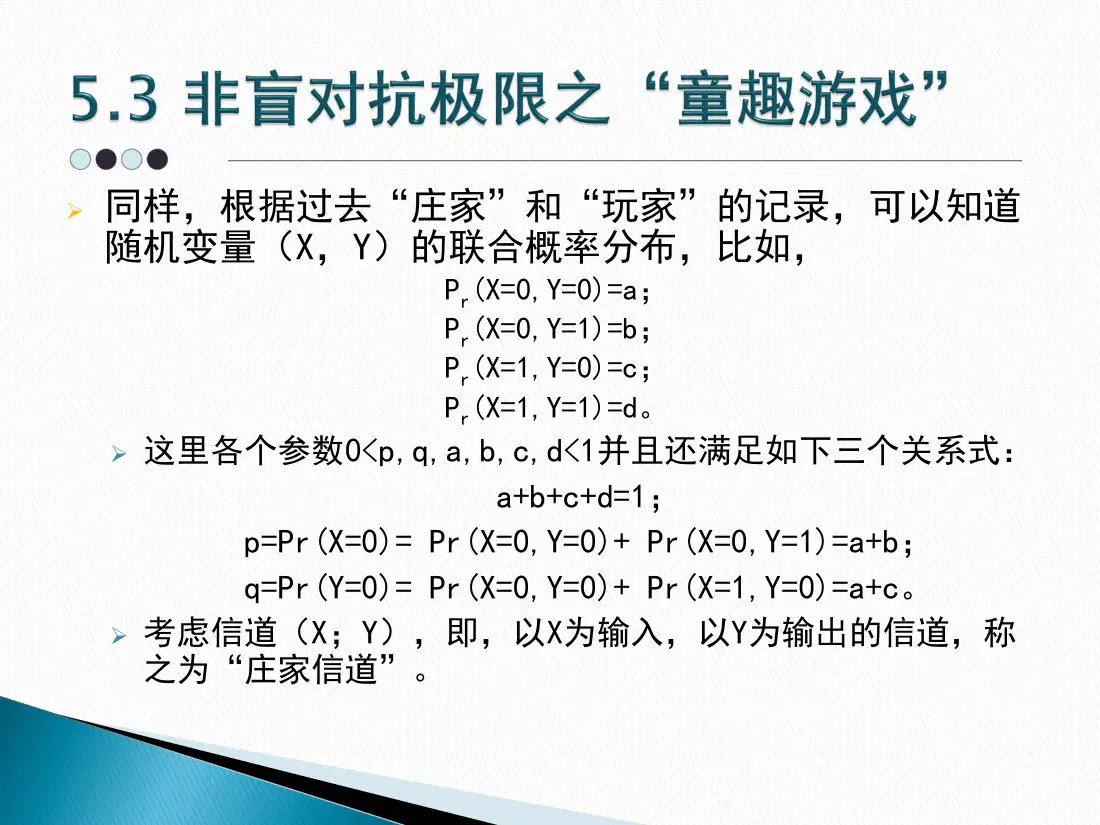 5.3 非盲对抗极限之“童趣游戏”
同样，根据过去“庄家”和“玩家”的记录，可以知道
随机变量（X，Y）的联合概率分布，比如，
Pr(X=0,Y=0)=a；
Pr(X=0,Y=1)=b；
Pr(X=1,Y=0)=c；
Pr(X=1,Y=1)=d。
这里各个参数0<p,q,a,b,c,d<1并且还满足如下三个关系式：
a+b+c+d=1；
p=Pr(X=0)= Pr(X=0,Y=0)+ Pr(X=0,Y=1)=a+b；
q=Pr(Y=0)= Pr(X=0,Y=0)+ Pr(X=1,Y=0)=a+c。
考虑信道（X；Y），即，以X为输入，以Y为输出的信道，称
之为“庄家信道”。